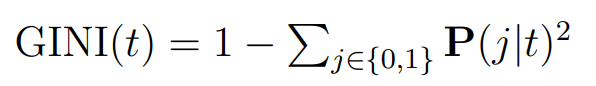 GINI(t) = 1 − ∑_{j∈{0,1}} P(j|t)²